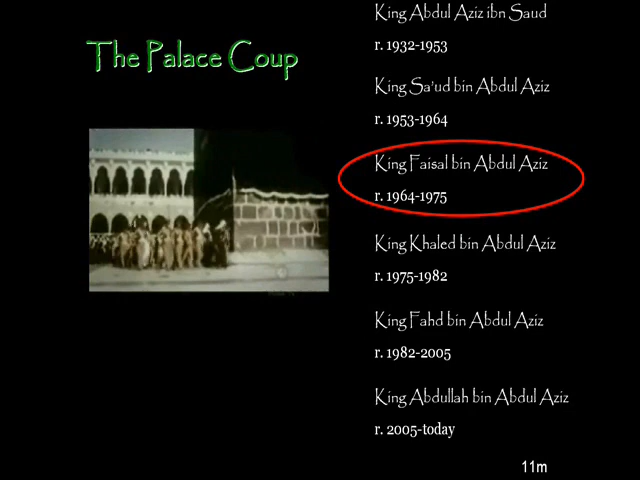 The Palace Coup
King Abdul Aziz ibn Saud
r. 1932-1953
King Sa'ud bin Abdul Aziz
r. 1953-1964
King Faisal bin Abdul Aziz
r. 1964-1975
King Khaled bin Abdul Aziz
r. 1975-1982
King Fahd bin Abdul Aziz
r. 1982-2005
King Abdullah bin Abdul Aziz
r. 2005-today
11m